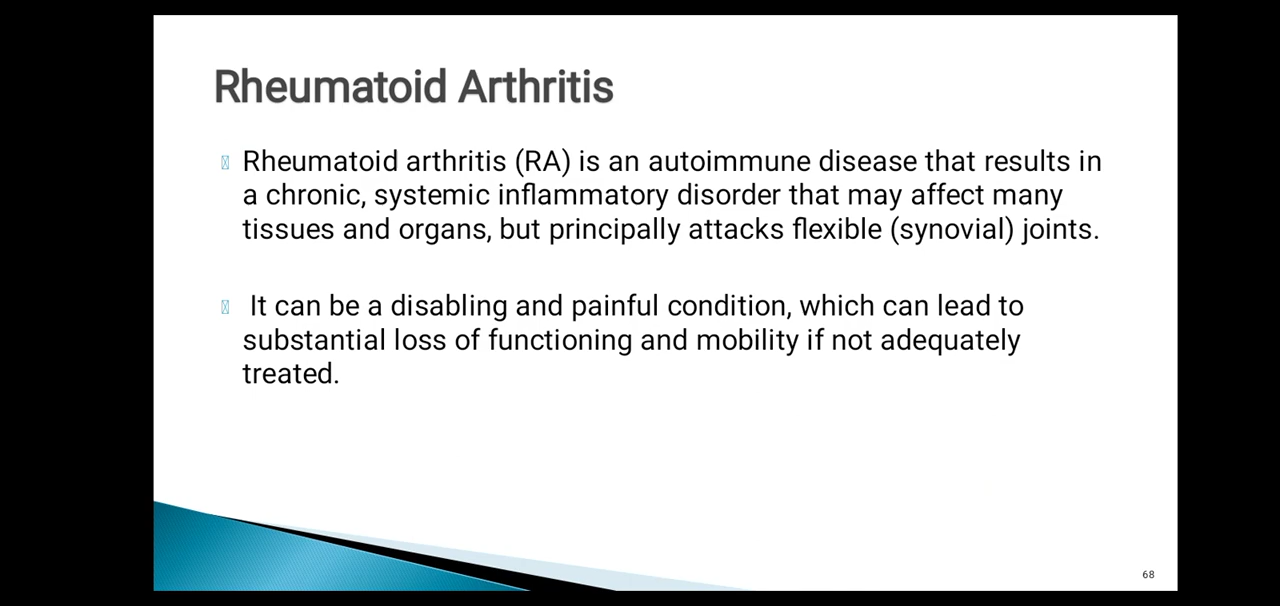 Rheumatoid Arthritis
Rheumatoid arthritis (RA) is an autoimmune disease that results in
a chronic, systemic inflammatory disorder that may affect many
tissues and organs, but principally attacks flexible (synovial) joints.
It can be a disabling and painful condition, which can lead to
substantial loss of functioning and mobility if not adequately
treated.
68